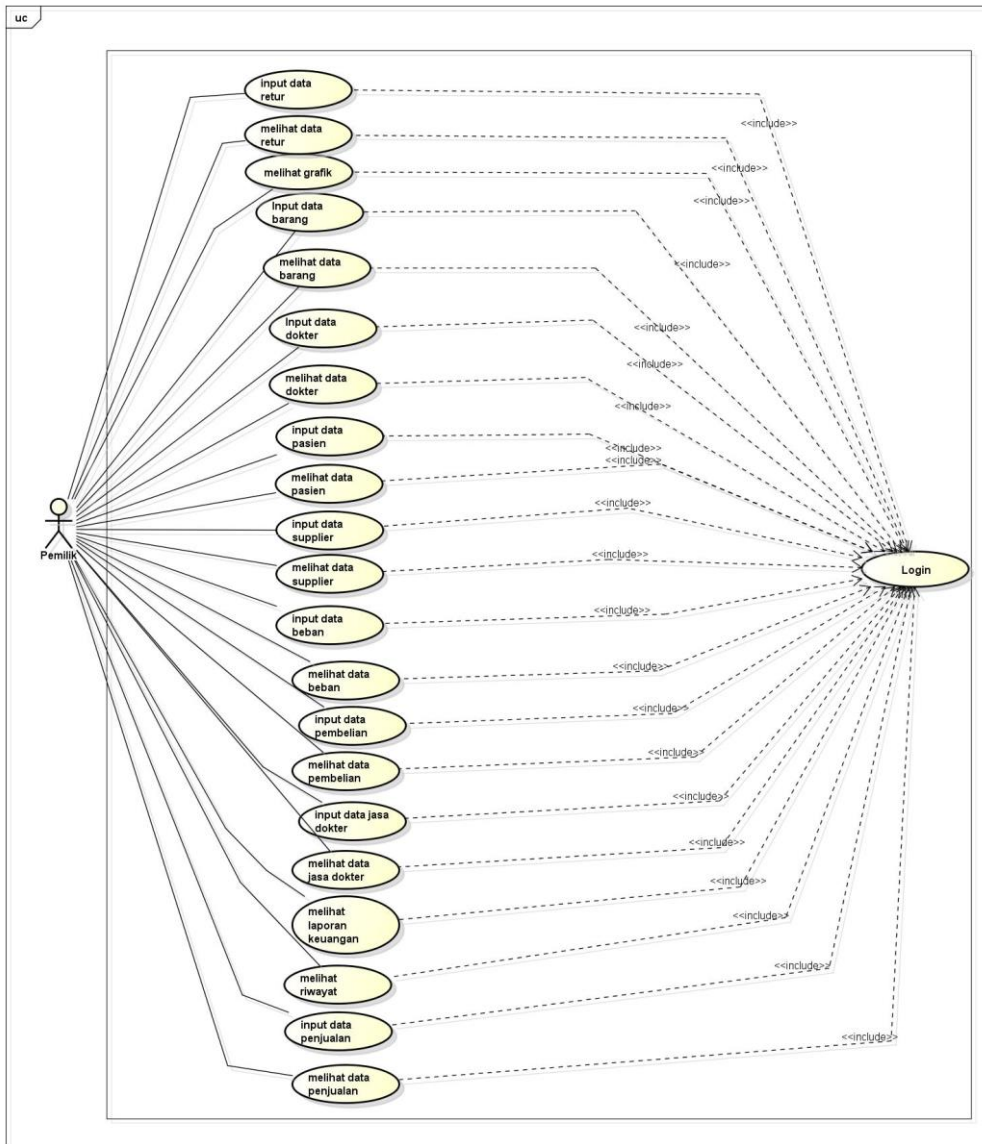 uc
input data
retur
<<include>>
melihat data
retur
<<include>>
melihat grafik
<<include>>
Input data
barang
<<include>>
melihat data
barang
<<include>>
Input data
dokter
<<include>>
melihat data
dokter
<<include>>
input data
pasien
<<include>>
melihat data
pasien
<<include>>
input data
supplier
<<include>>
melihat data
supplier
<<include>>
Pemilik
Login
input data
beban
<<include>>
melihat data
beban
<<include>>
input data
pembelian
<<include>>
melihat data
pembelian
<<include>>
input data jasa
dokter
<<include>>
melihat data
jasa dokter
<<include>>
melihat
laporan
keuangan
<<include>>
melihat
riwayat
<<include>>
input data
penjualan
<<include>>
melihat data
penjualan
<<include>>